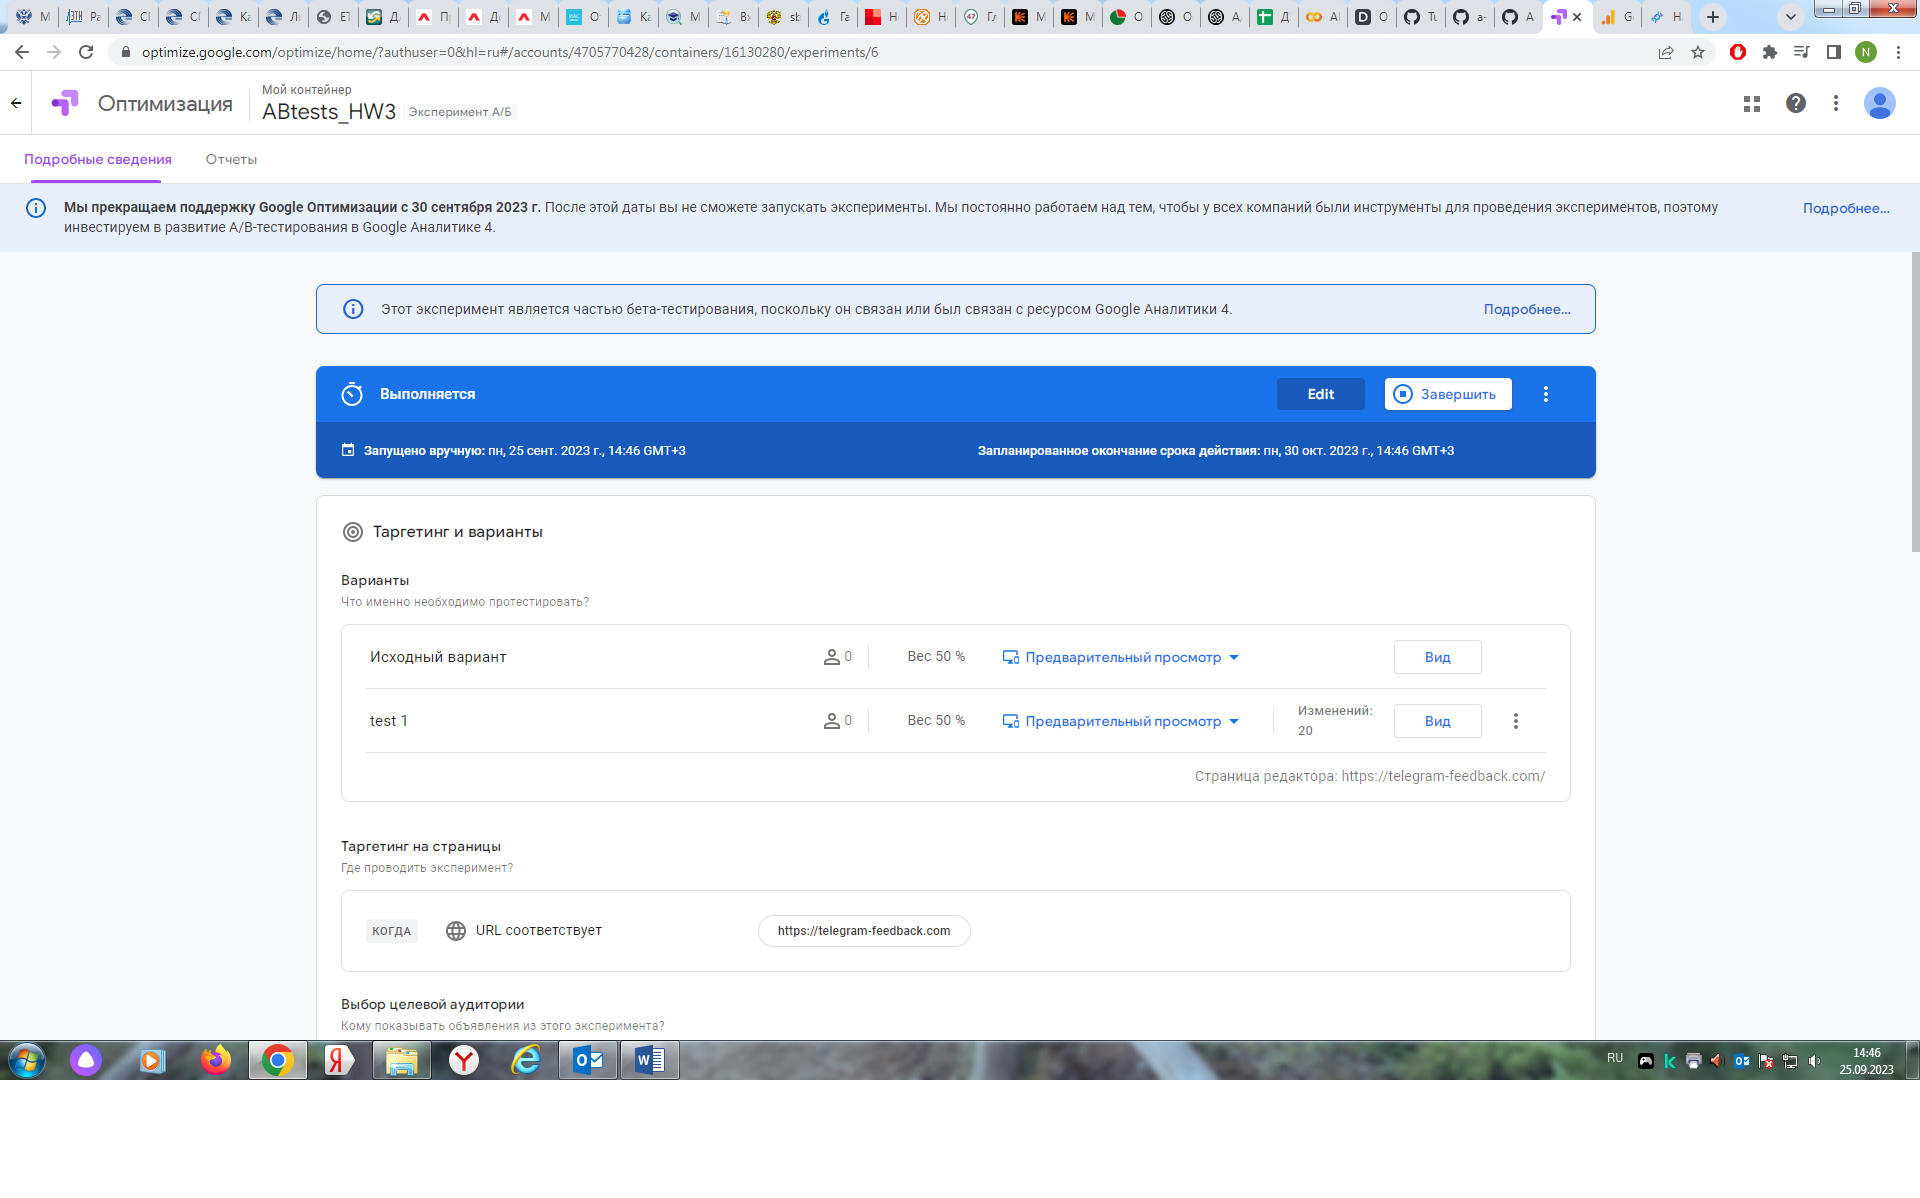 optimize.google.com/optimize/home/?authuser=0&hl=ru#/accounts/4705770428/containers/16130280/experiments/6
N
Оптимизация
Мой контейнер
ABtests_HW3 Эксперимент А/Б
Подробные сведения Отчеты
Мы прекращаем поддержку Google Оптимизации с 30 сентября 2023 г. После этой даты вы не сможете запускать эксперименты. Мы постоянно работаем над тем, чтобы у всех компаний были инструменты для проведения экспериментов, поэтому
инвестируем в развитие A/B-тестирования в Google Аналитике 4.
Подробнее...
Этот эксперимент является частью бета-тестирования, поскольку он связан или был связан с ресурсом Google Аналитики 4. Подробнее...
Выполняется Edit Завершить
Запущено вручную: пн, 25 сент. 2023 г., 14:46 GMT+3 Запланированное окончание срока действия: пн, 30 окт. 2023 г., 14:46 GMT+3
Таргетинг и варианты
Варианты
Что именно необходимо протестировать?
Исходный вариант 0 Вес 50 % Предварительный просмотр Вид
test 1 0 Вес 50 % Предварительный просмотр Изменений: 20 Вид
Страница редактора: https://telegram-feedback.com/
Таргетинг на страницы
Где проводить эксперимент?
КОГДА URL соответствует https://telegram-feedback.com
Выбор целевой аудитории
Кому показывать объявления из этого эксперимента?
RU
14:46
25.09.2023